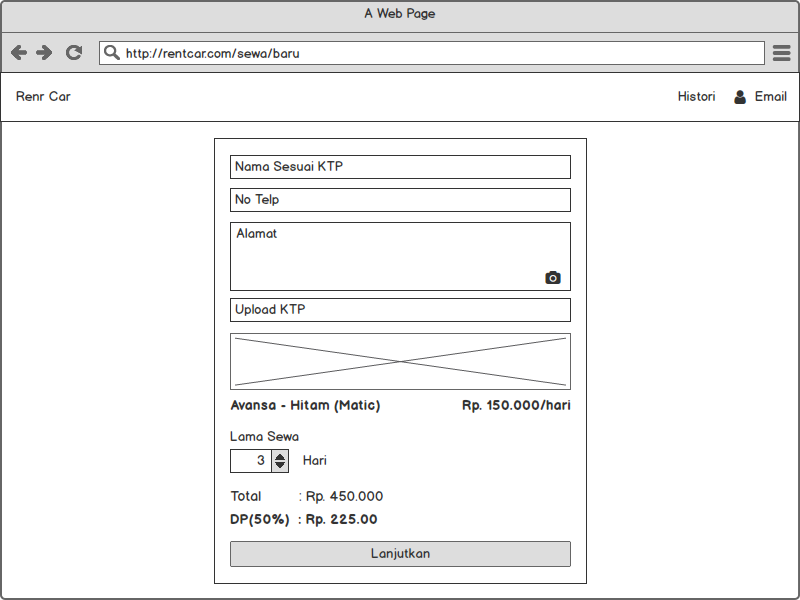 A Web Page
http://rentcar.com/sewa/baru
Renr Car
Histori
Email
Nama Sesuai KTP
No Telp
Alamat
Upload KTP
Avansa - Hitam (Matic)
Rp. 150.000/hari
Lama Sewa
3 Hari
Total : Rp. 450.000
DP(50%) : Rp. 225.00
Lanjutkan